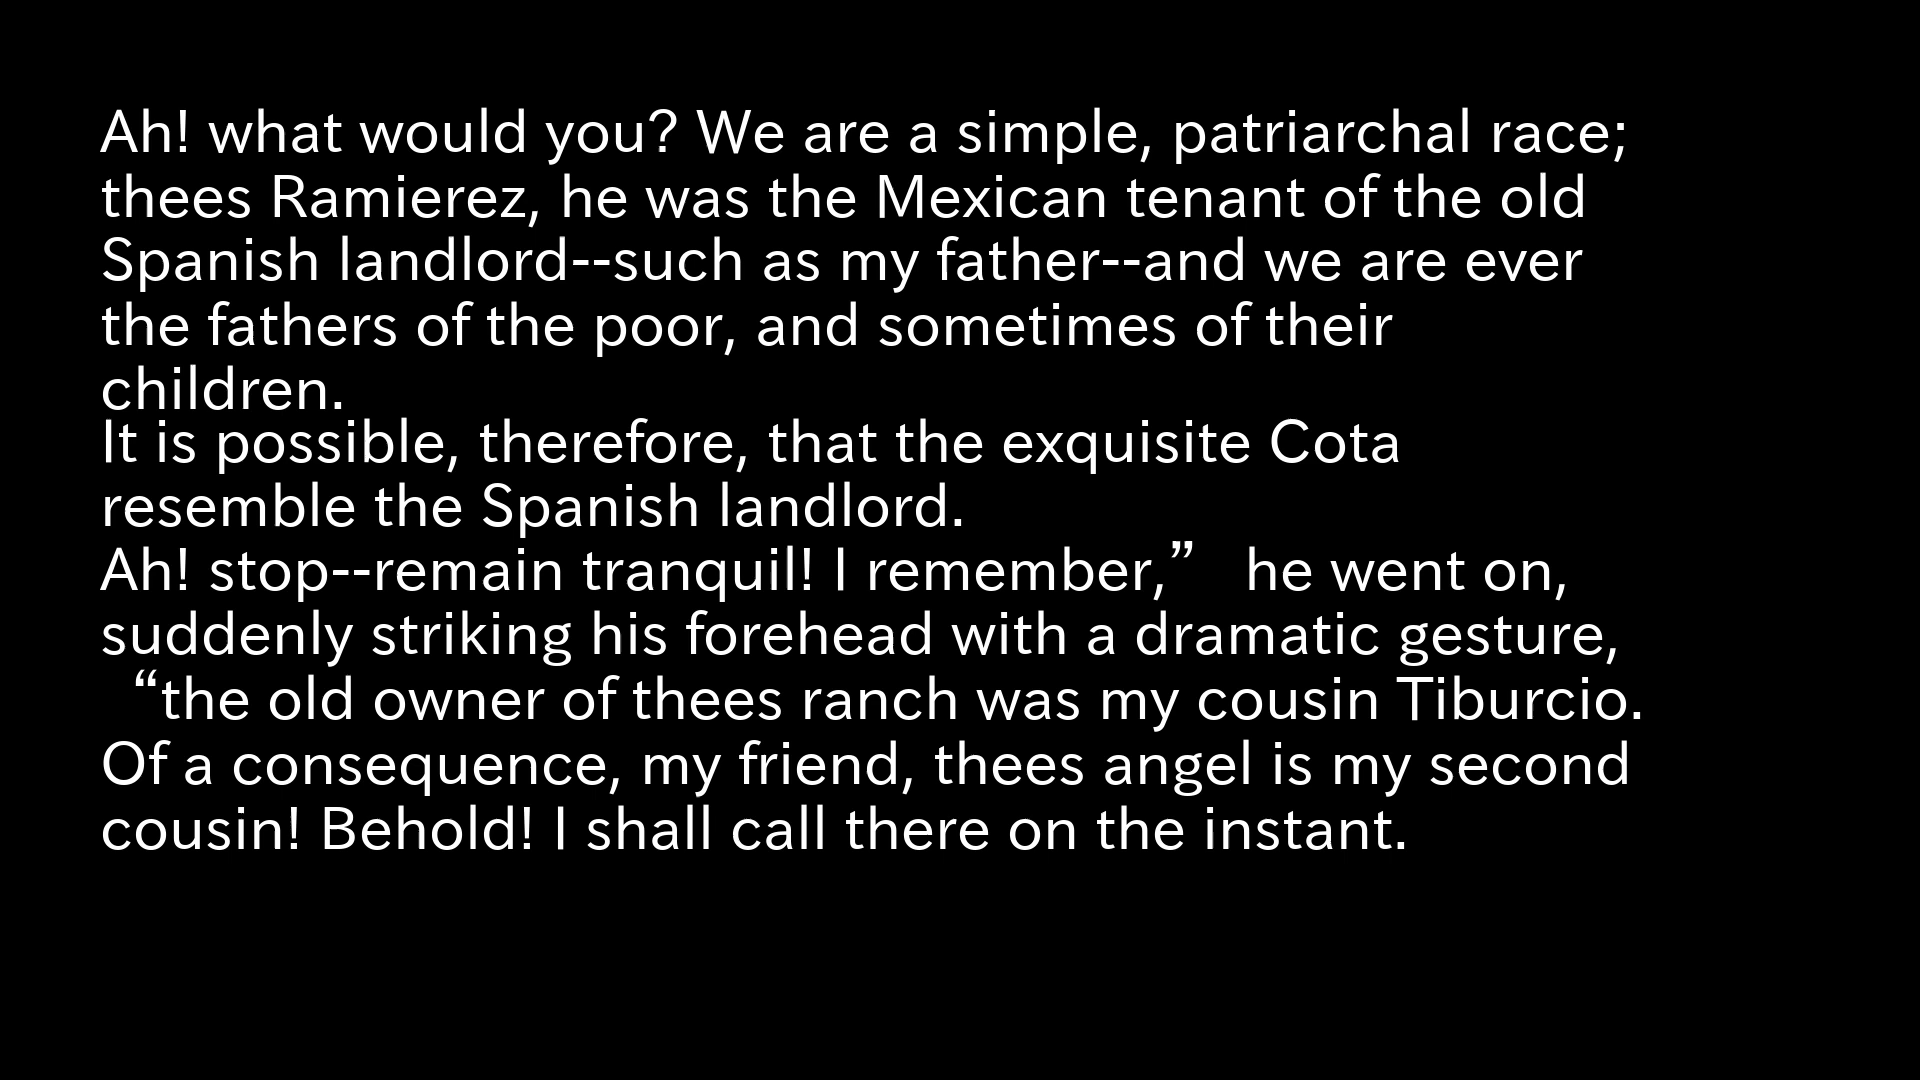 Ah! what would you? We are a simple, patriarchal race;
thees Ramierez, he was the Mexican tenant of the old
Spanish landlord--such as my father--and we are ever
the fathers of the poor, and sometimes of their
children.
It is possible, therefore, that the exquisite Cota
resemble the Spanish landlord.
Ah! stop--remain tranquil! I remember,” he went on,
suddenly striking his forehead with a dramatic gesture,
“the old owner of thees ranch was my cousin Tiburcio.
Of a consequence, my friend, thees angel is my second
cousin! Behold! I shall call there on the instant.